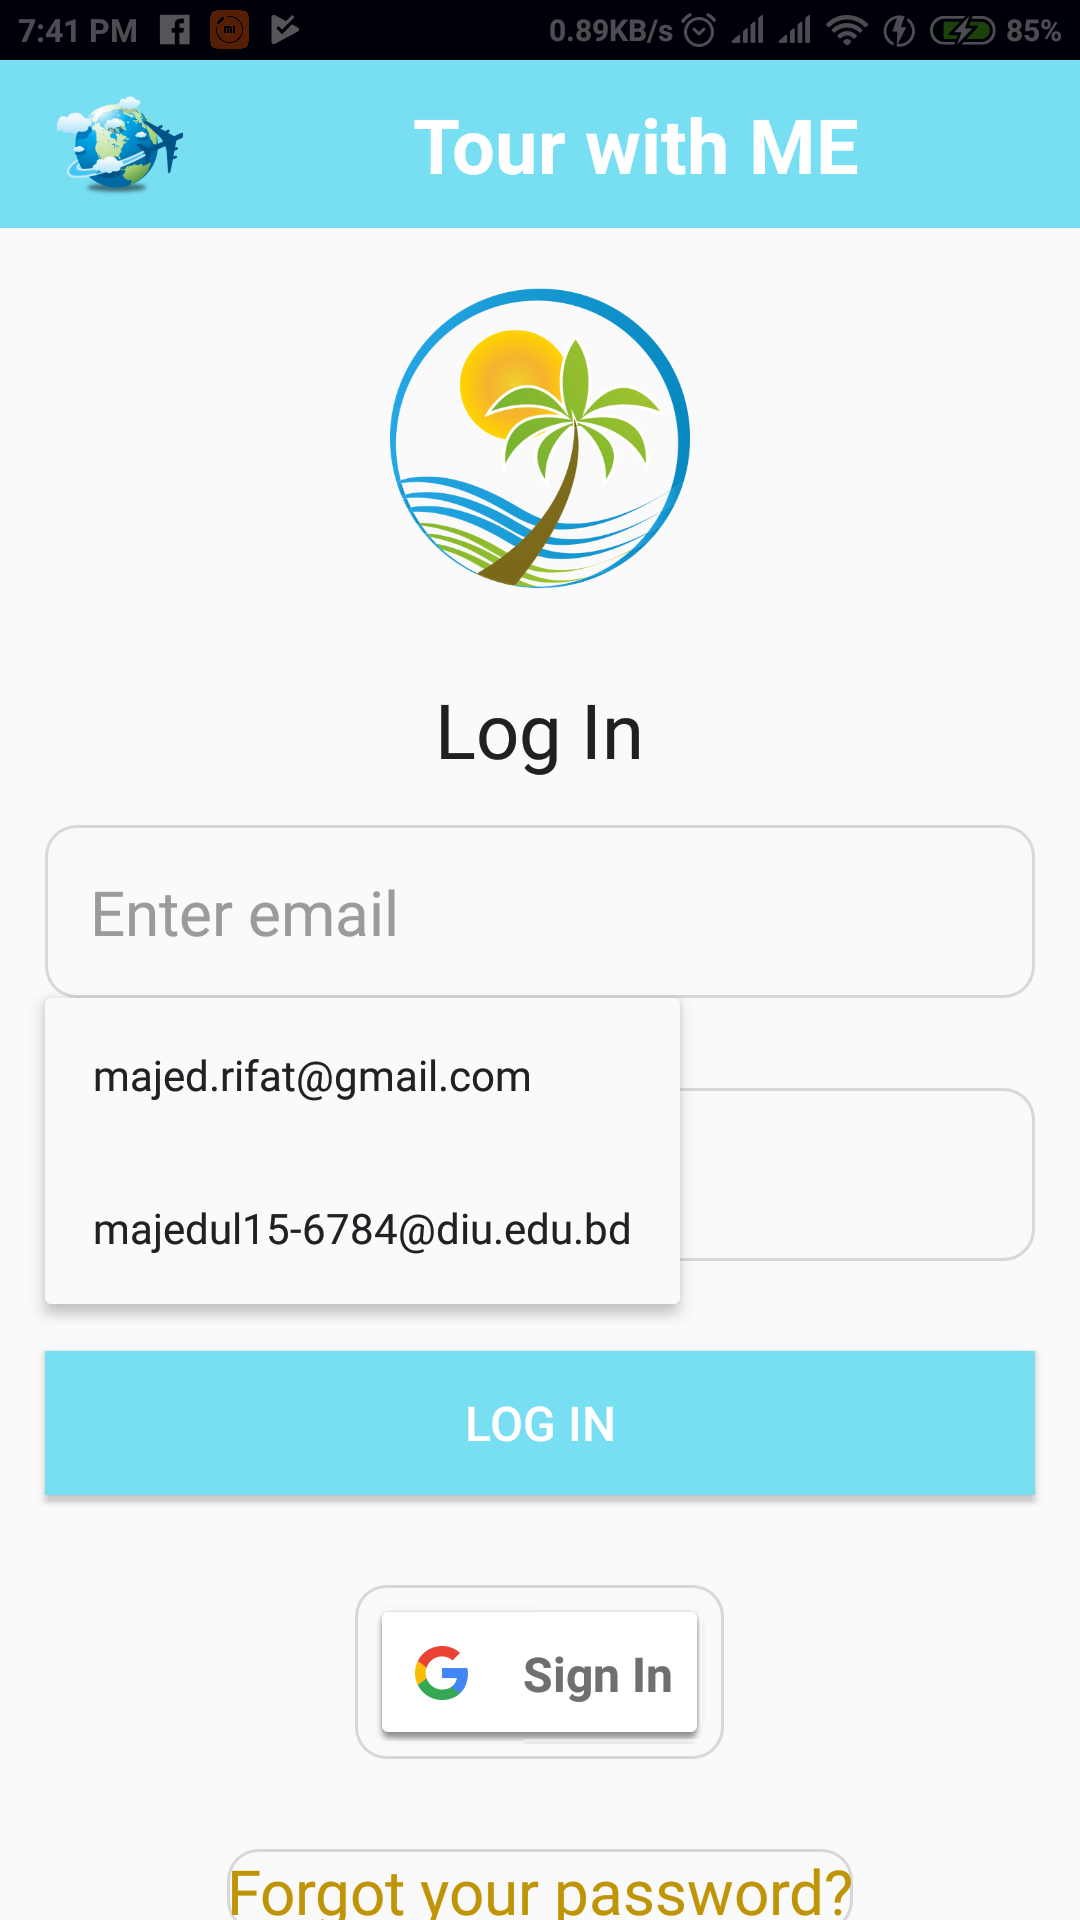 7:41 PM 0.89KB/s 85%
Tour with ME
Log In
Enter email
majed.rifat@gmail.com
majedul15-6784@diu.edu.bd
LOG IN
Sign In
Forgot your password?